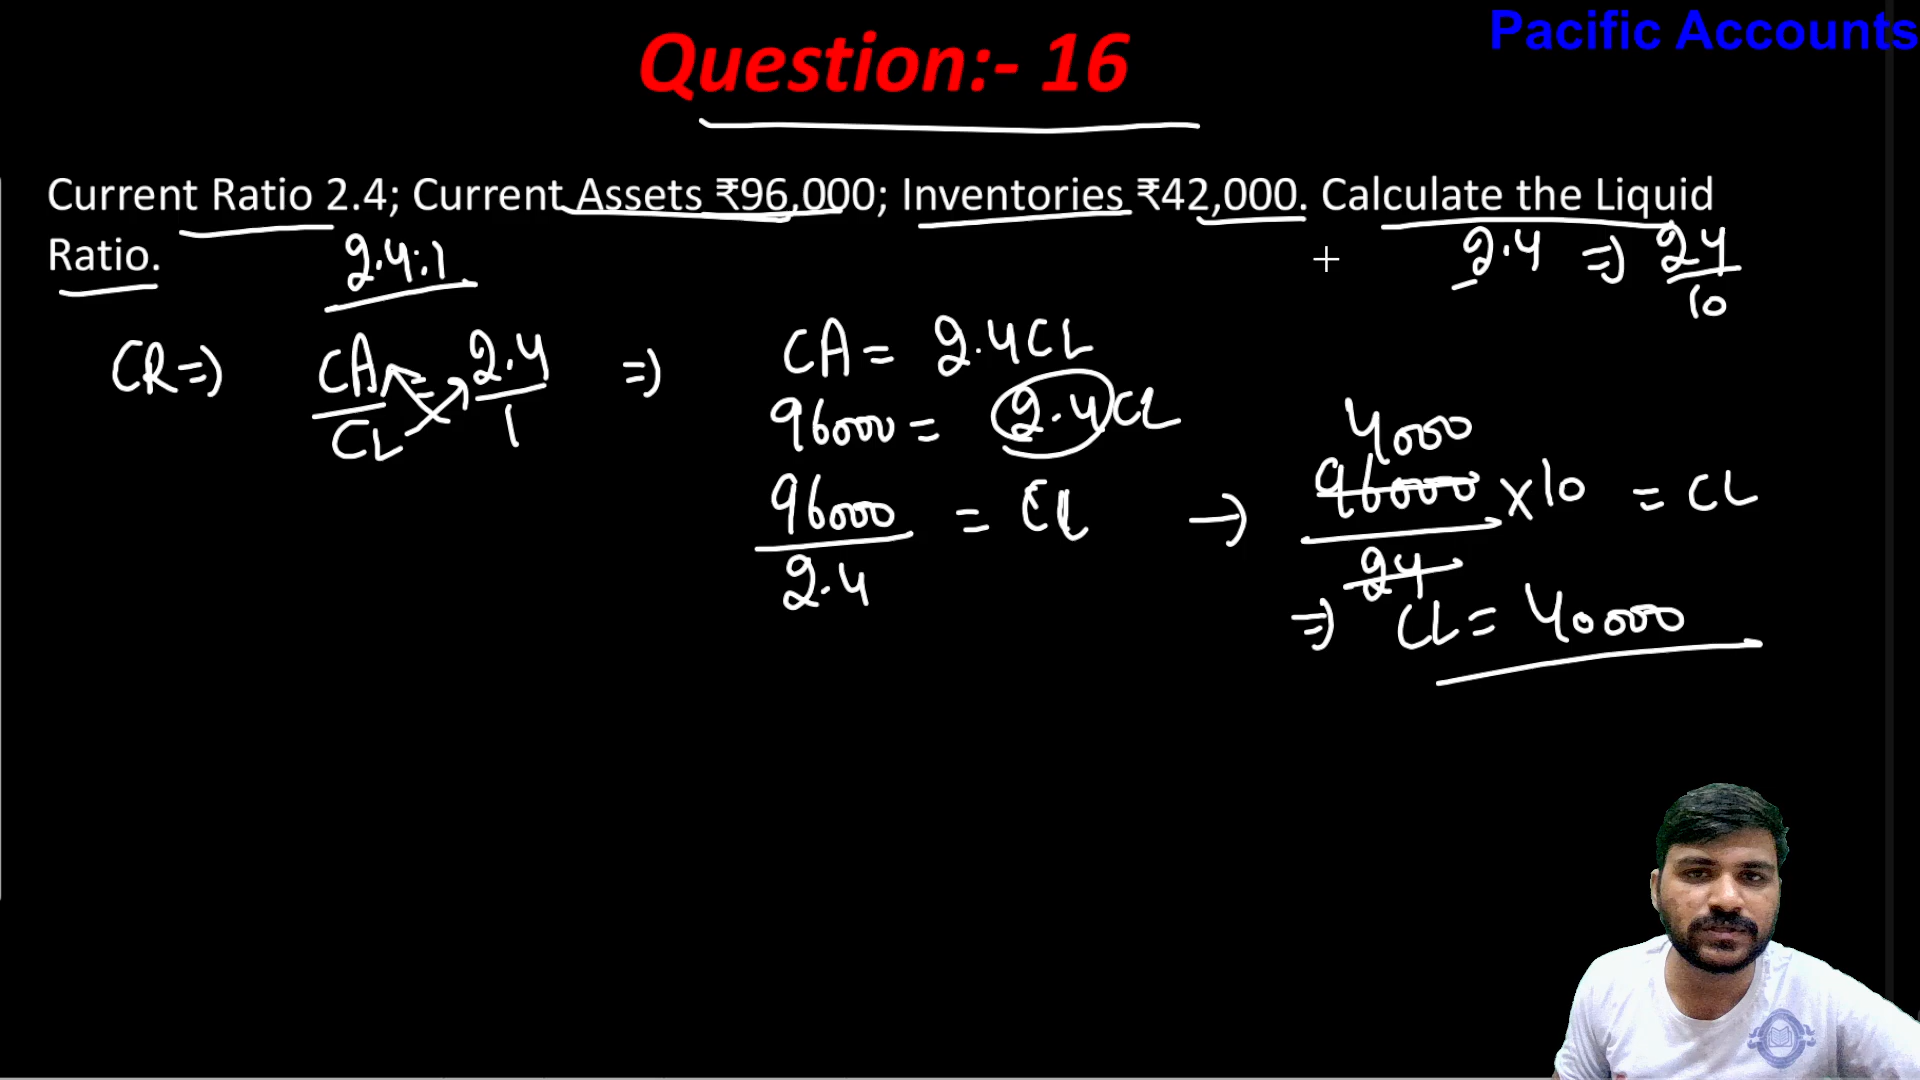 Pacific Accounts
Question:- 16
Current Ratio 2.4; Current Assets ₹96,000; Inventories ₹42,000. Calculate the Liquid
Ratio.
2.4:1
2.4 => 24/10
CR => CA/CL = 2.4/1 =>
CA = 2.4CL
96000 = 2.4CL
96000/2.4 = CL
→ 4000
96000/24 × 10 = CL
=> CL = 40000